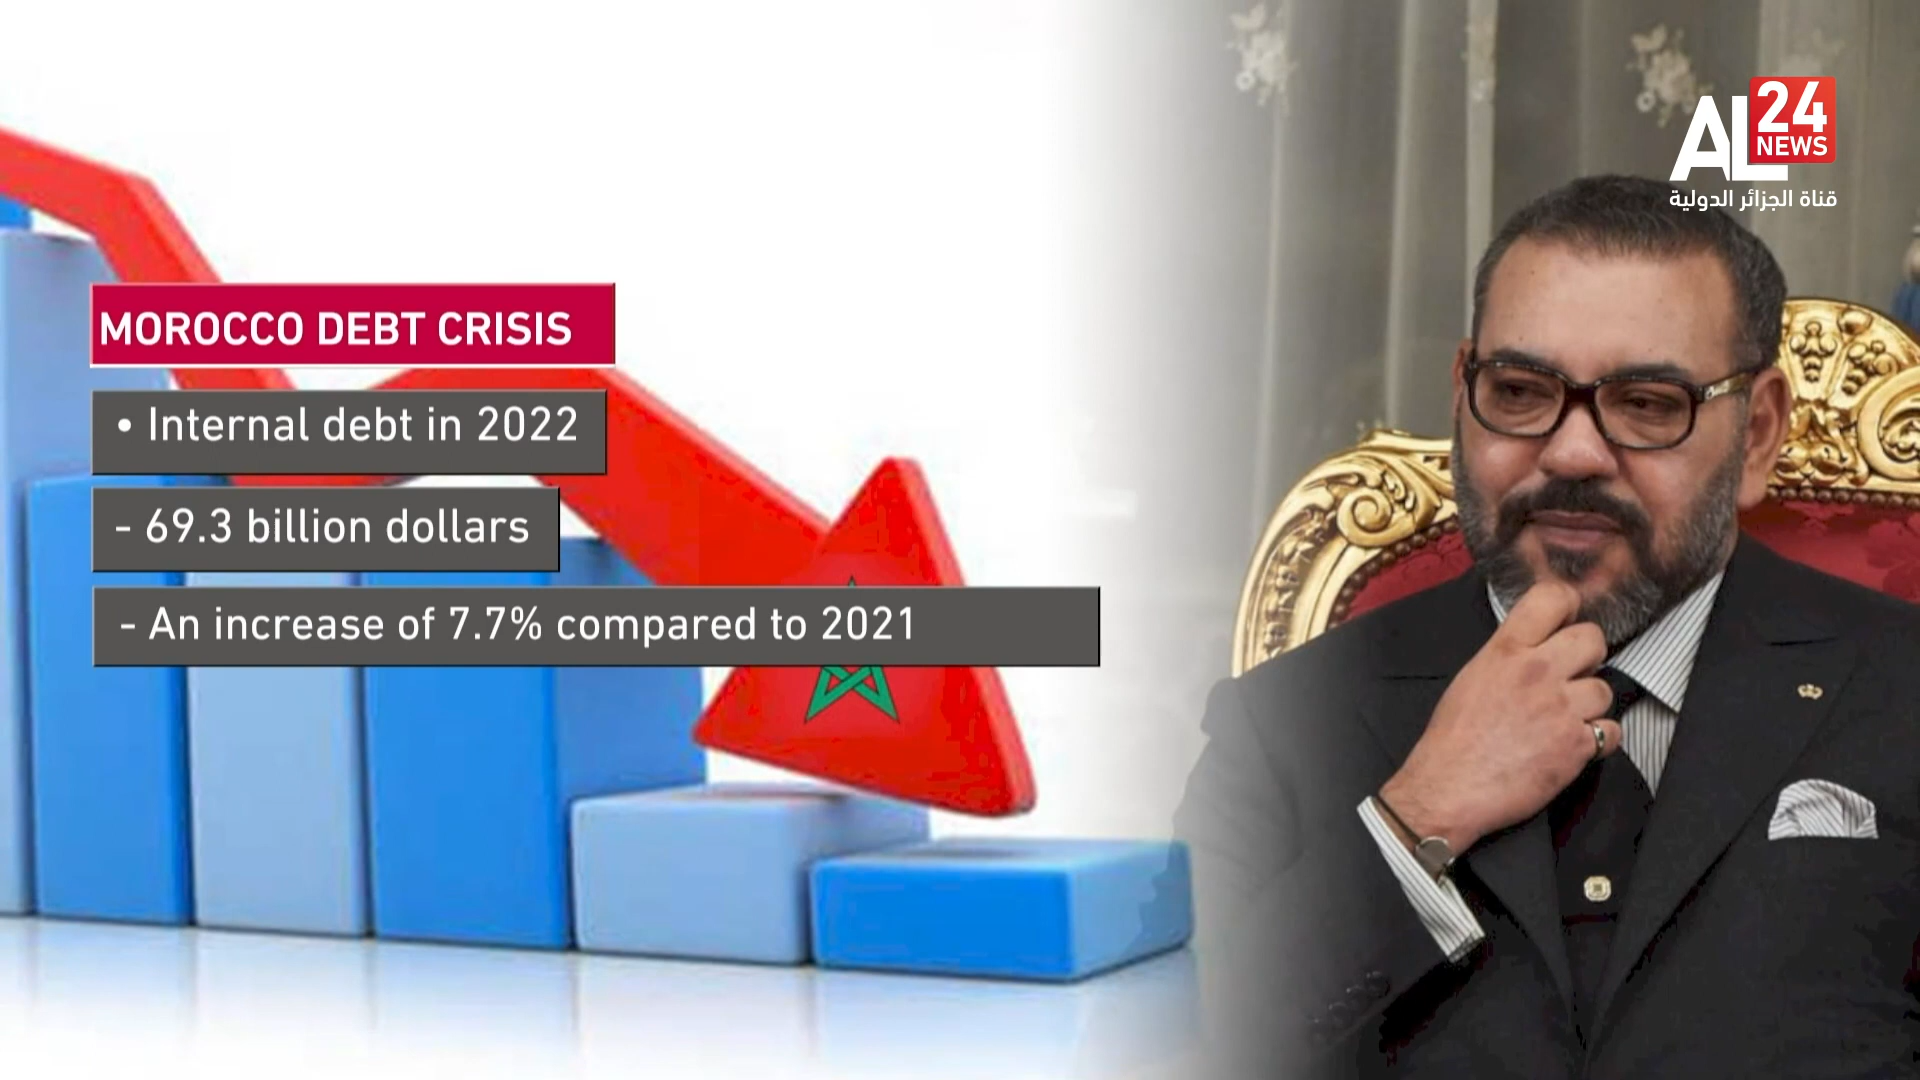 AL
24
NEWS
قناة الجزائر الدولية
MOROCCO DEBT CRISIS
• Internal debt in 2022
- 69.3 billion dollars
- An increase of 7.7% compared to 2021